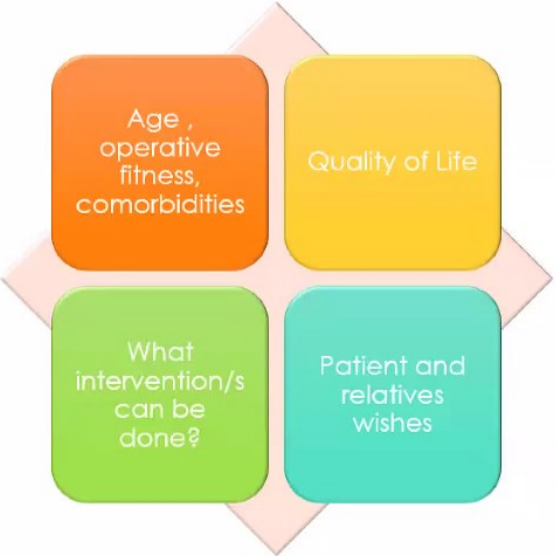 Age ,
operative
fitness,
comorbidities
Quality of Life
What
intervention/s
can be
done?
Patient and
relatives
wishes